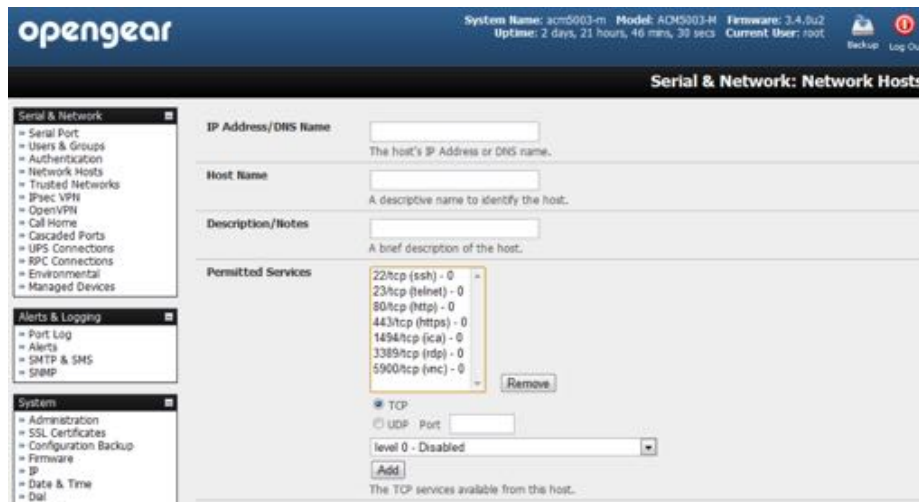 opengear
System Name: acm5003-m Model: ACM5003-M Firmware: 3.4.0u2
Uptime: 2 days, 21 hours, 46 mins, 30 secs Current User: root
Backup
Log Ou
Serial & Network: Network Hosts
Serial & Network
» Serial Port
» Users & Groups
» Authentication
» Network Hosts
» Trusted Networks
» IPsec VPN
» OpenVPN
» Call Home
» Cascaded Ports
» UPS Connections
» RPC Connections
» Environmental
» Managed Devices
Alerts & Logging
» Port Log
» Alerts
» SMTP & SMS
» SNMP
System
» Administration
» SSL Certificates
» Configuration Backup
» Firmware
» IP
» Date & Time
» Dial
IP Address/DNS Name
The host's IP Address or DNS name.
Host Name
A descriptive name to identify the host.
Description/Notes
A brief description of the host.
Permitted Services
22/tcp (ssh) - 0
23/tcp (telnet) - 0
80/tcp (http) - 0
443/tcp (https) - 0
1494/tcp (ica) - 0
3389/tcp (rdp) - 0
5900/tcp (vnc) - 0
Remove
TCP
UDP Port
level 0 - Disabled
Add
The TCP services available from this host.